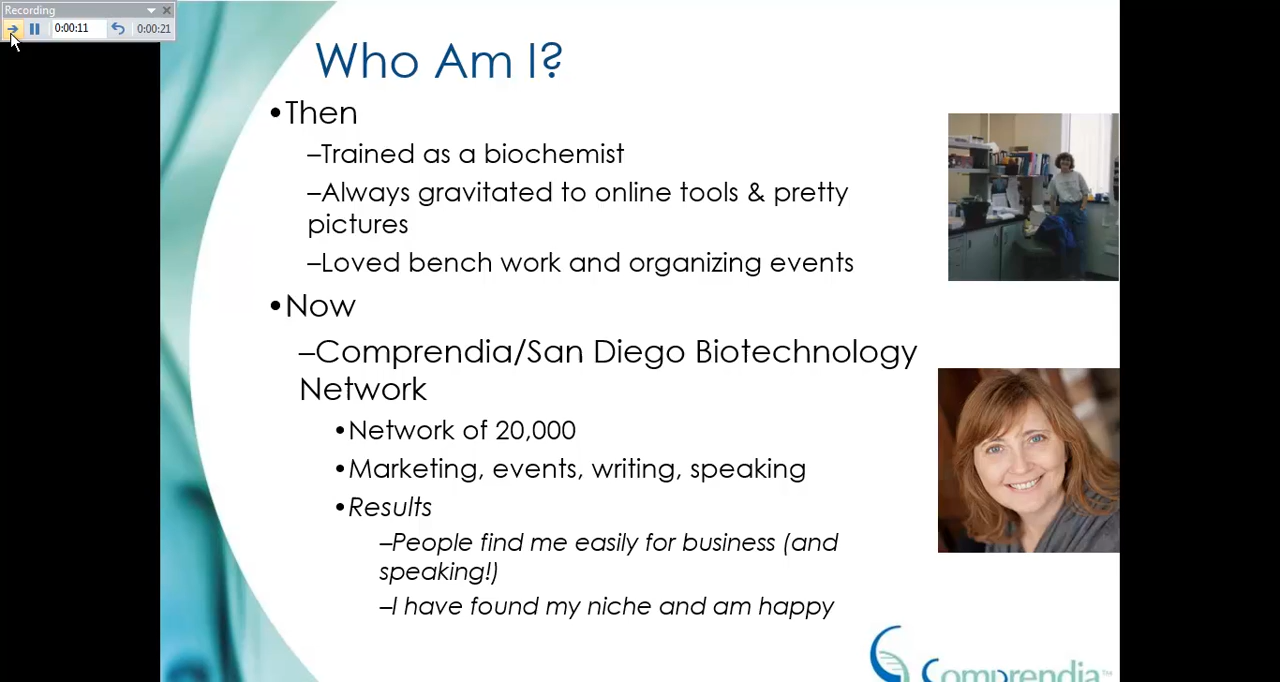 Recording
0:00:11
0:00:21
Who Am I?
•Then
–Trained as a biochemist
–Always gravitated to online tools & pretty
pictures
–Loved bench work and organizing events
•Now
–Comprendia/San Diego Biotechnology
Network
•Network of 20,000
•Marketing, events, writing, speaking
•Results
–People find me easily for business (and
speaking!)
–I have found my niche and am happy
Comprendia™